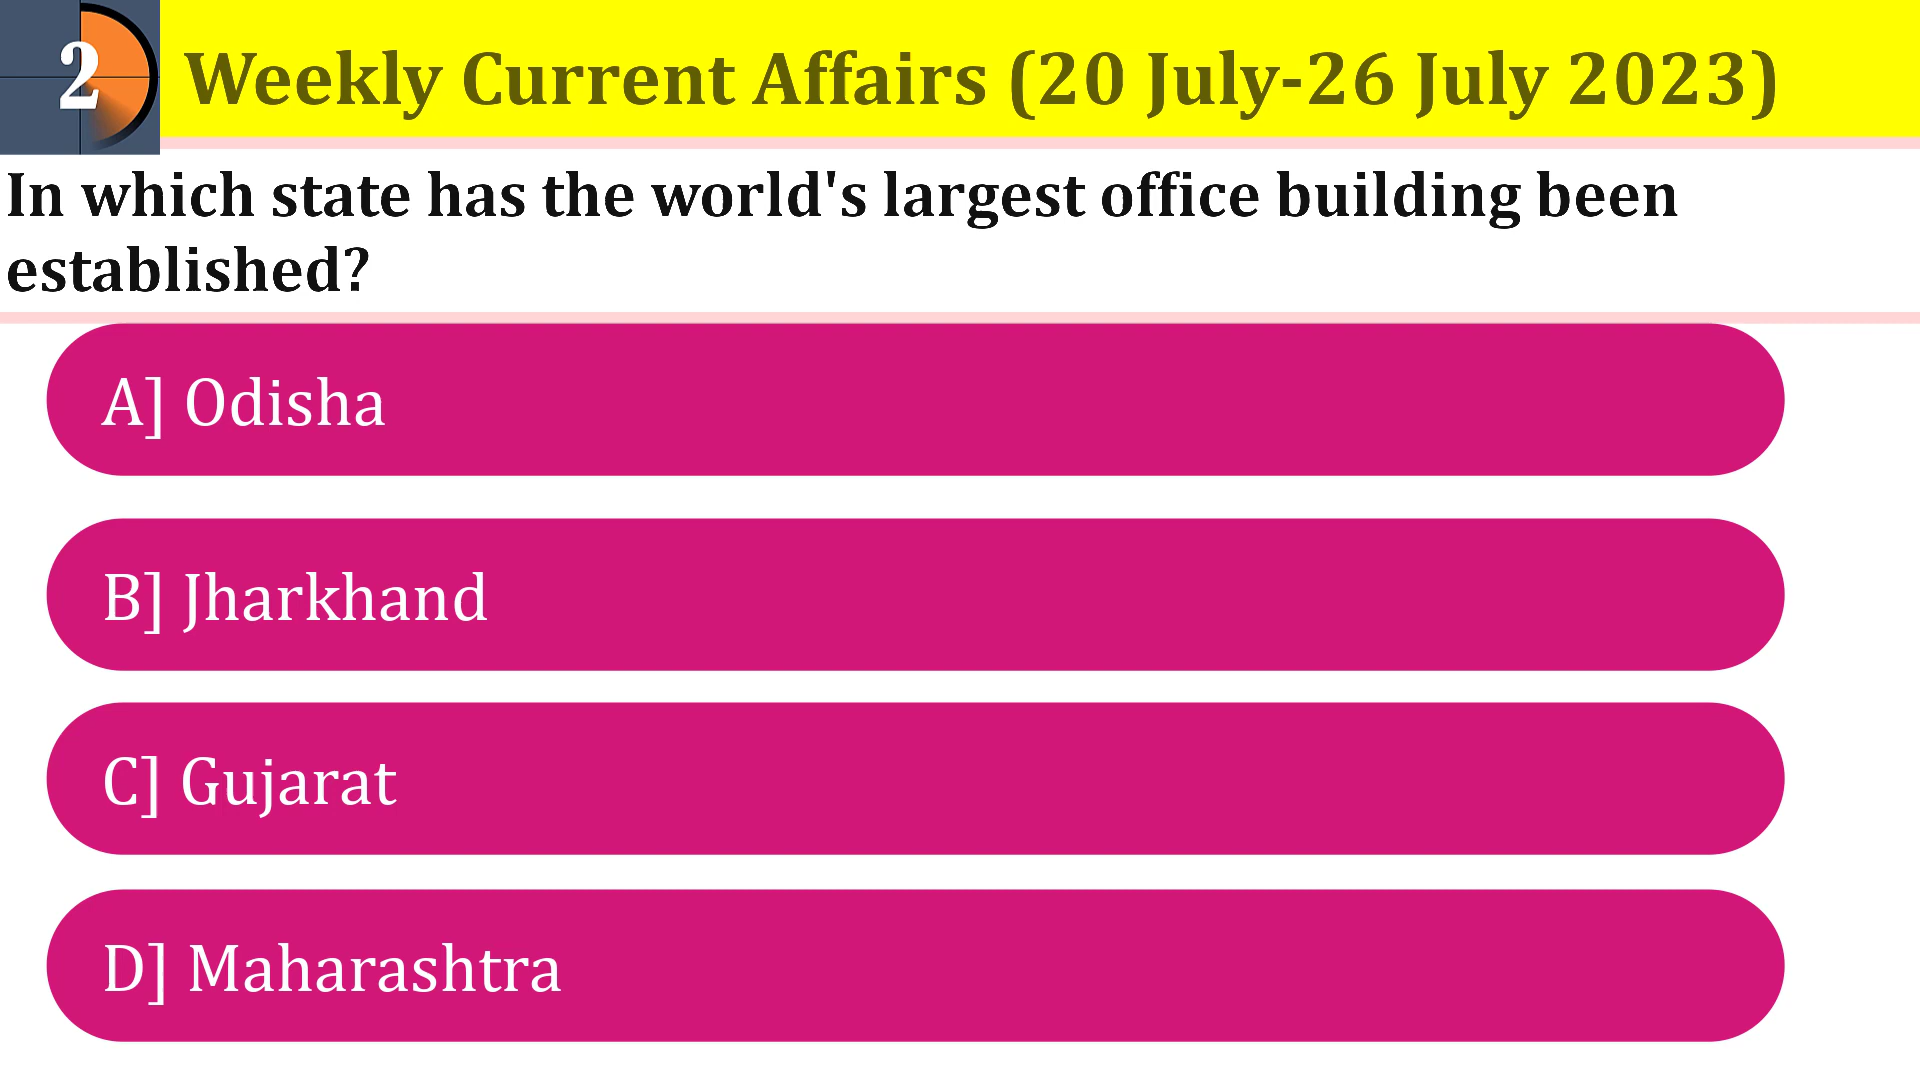 2
Weekly Current Affairs (20 July-26 July 2023)
In which state has the world's largest office building been
established?
A] Odisha
B] Jharkhand
C] Gujarat
D] Maharashtra